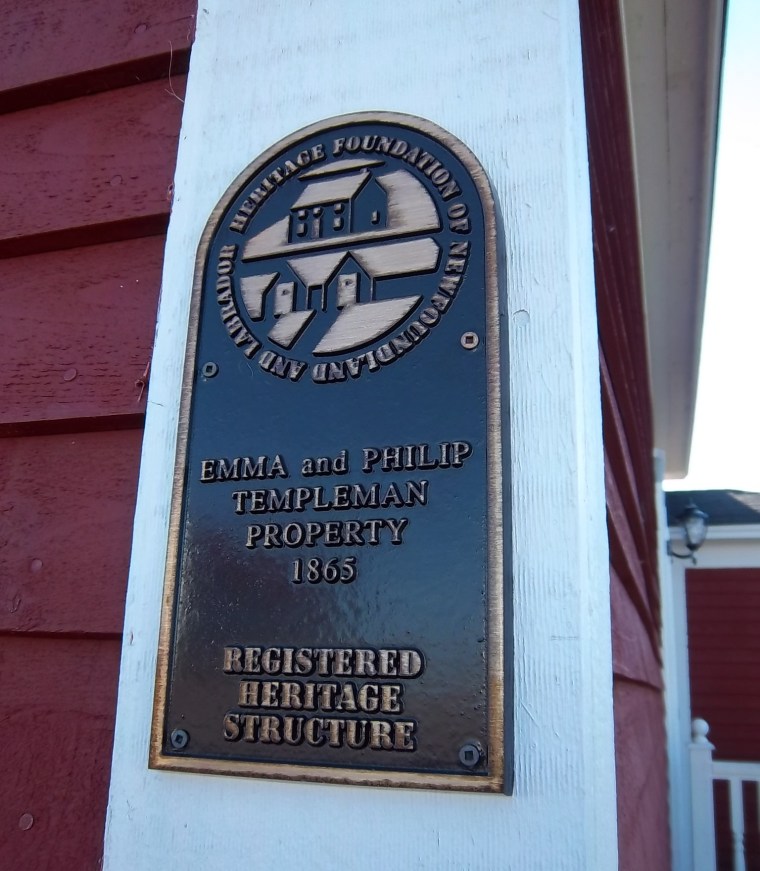 HERITAGE FOUNDATION OF NEWFOUNDLAND AND LABRADOR
EMMA and PHILIP
TEMPLEMAN
PROPERTY
1865
REGISTERED
HERITAGE
STRUCTURE